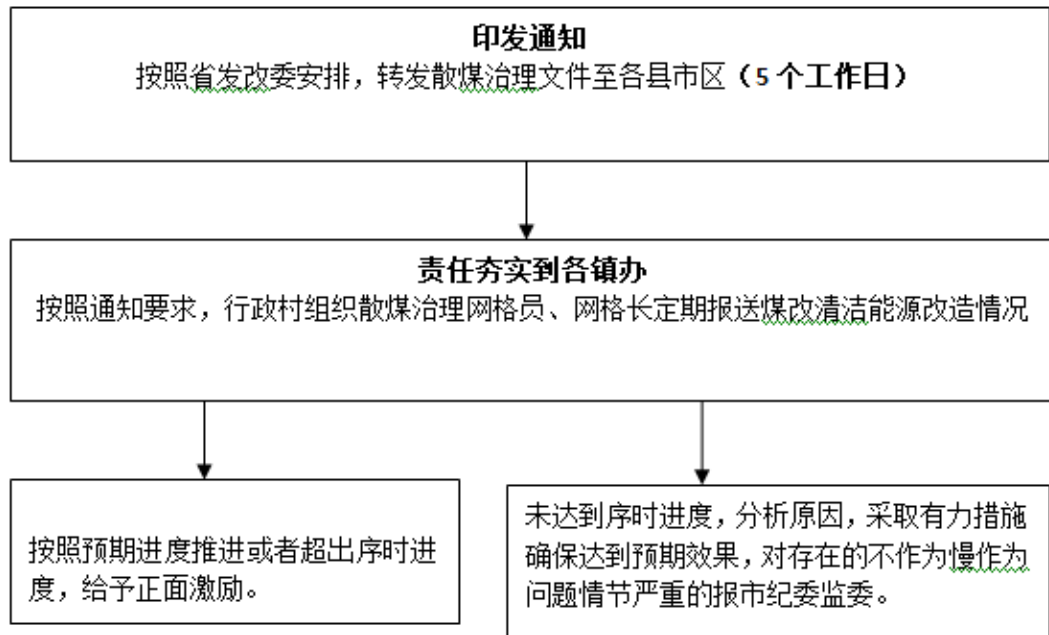 印发通知
按照省发改委安排，转发散煤治理文件至各县市区（5 个工作日）
责任夯实到各镇办
按照通知要求，行政村组织散煤治理网格员、网格长定期报送煤改清洁能源改造情况
按照预期进度推进或者超出序时进
度，给予正面激励。
未达到序时进度，分析原因，采取有力措施
确保达到预期效果，对存在的不作为慢作为
问题情节严重的报市纪委监委。